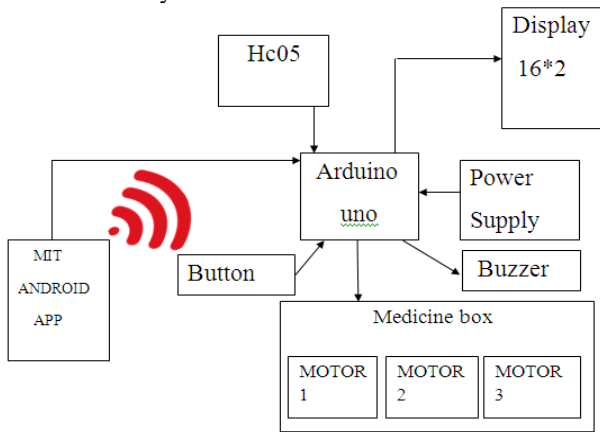 Hc05
Display
16*2
Arduino
uno
Power
Supply
MIT
ANDROID
APP
Button
Buzzer
Medicine box
MOTOR
1
MOTOR
2
MOTOR
3